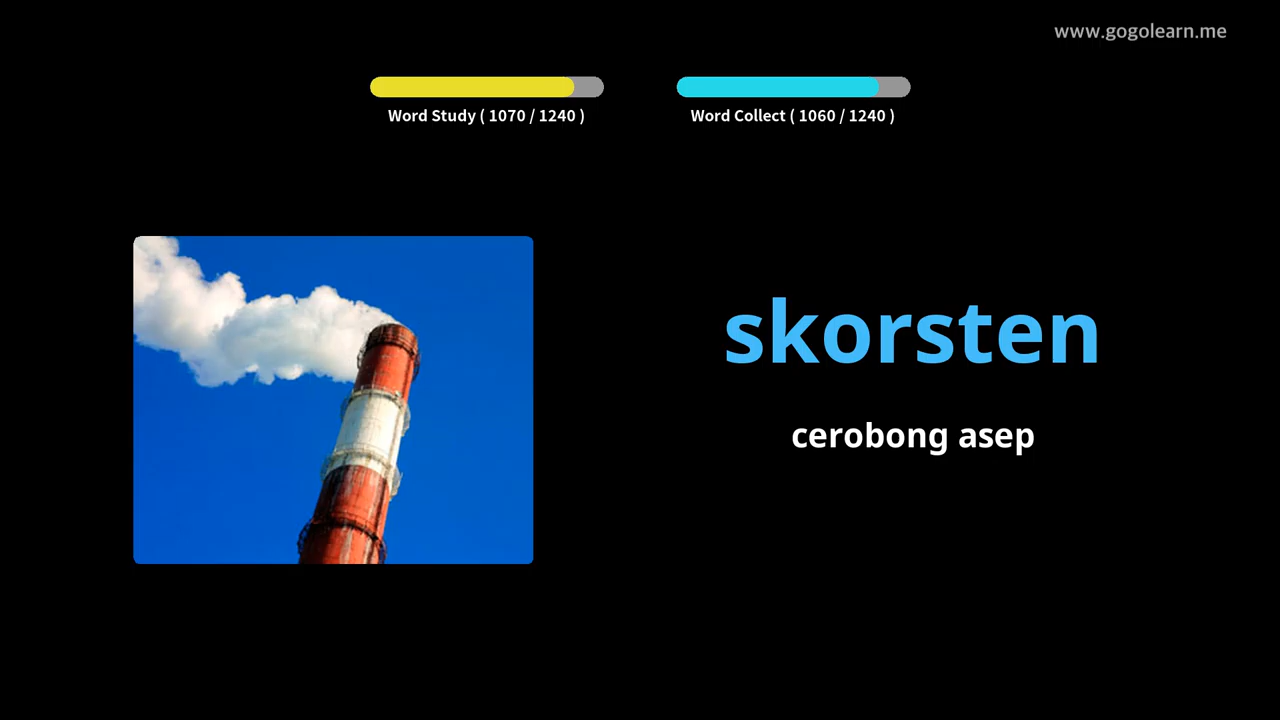 www.gogolearn.me
Word Study ( 1070 / 1240 )
Word Collect ( 1060 / 1240 )
skorsten
cerobong asep